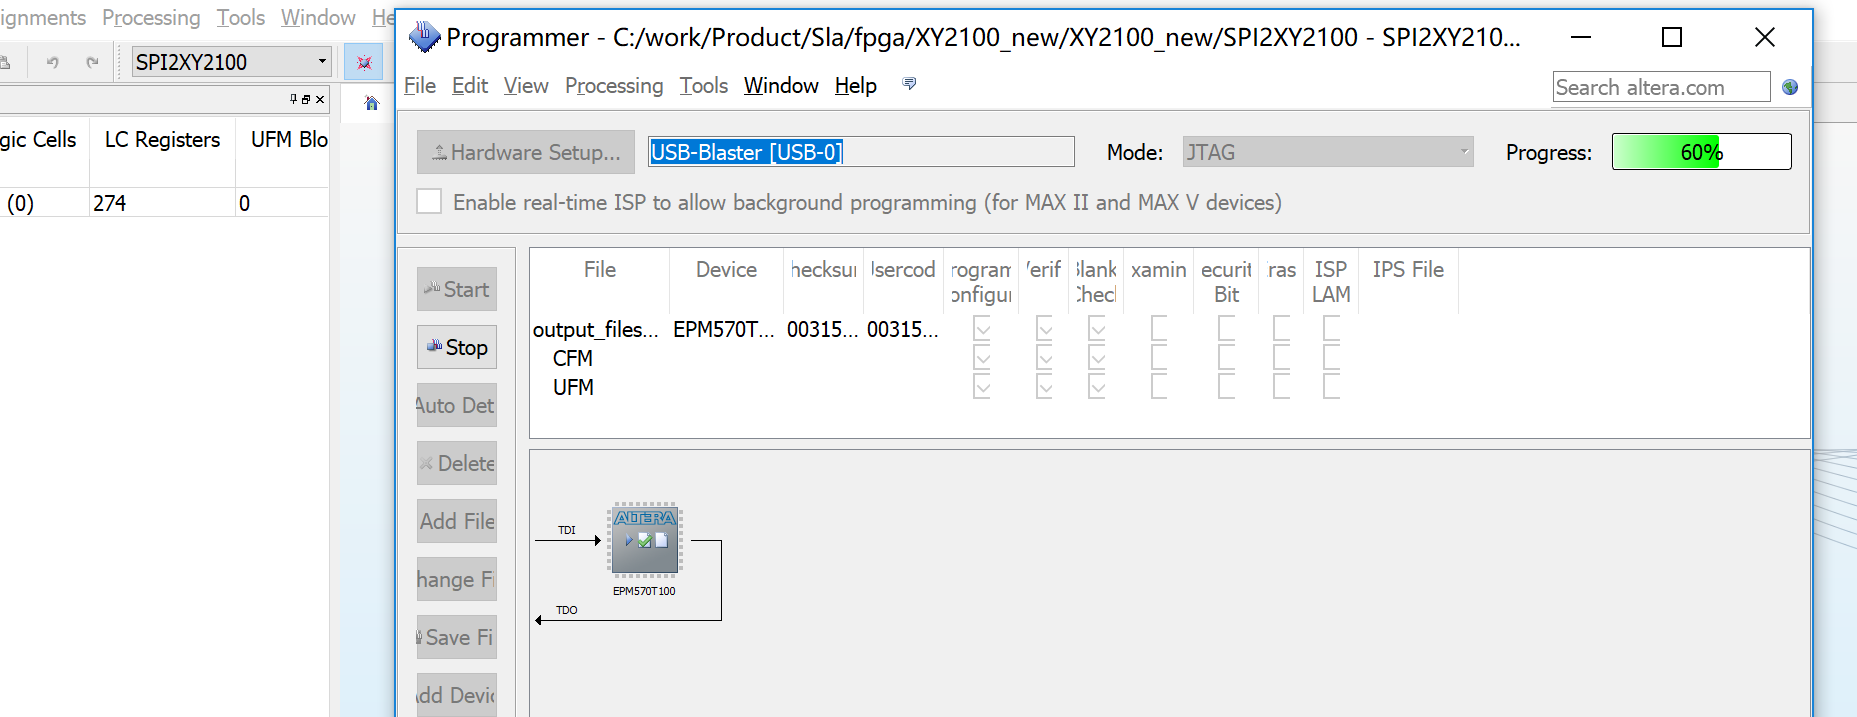 ignments Processing Tools Window He
SPI2XY2100
gic Cells LC Registers UFM Blo
(0) 274 0
Programmer - C:/work/Product/Sla/fpga/XY2100_new/XY2100_new/SPI2XY2100 - SPI2XY210...
File Edit View Processing Tools Window Help
Search altera.com
Hardware Setup... USB-Blaster [USB-0] Mode: JTAG Progress: 60%
Enable real-time ISP to allow background programming (for MAX II and MAX V devices)
Start
Stop
Auto Det
Delete
Add File
hange Fi
Save Fi
dd Devic
File Device hecksur Jsercod rogram erif Blank xamin ecurit ras ISP IPS File
onfigur Chec Bit LAM
output_files... EPM570T... 00315... 00315...
CFM
UFM
TDI
ALTERA
EPM570T100
TDO